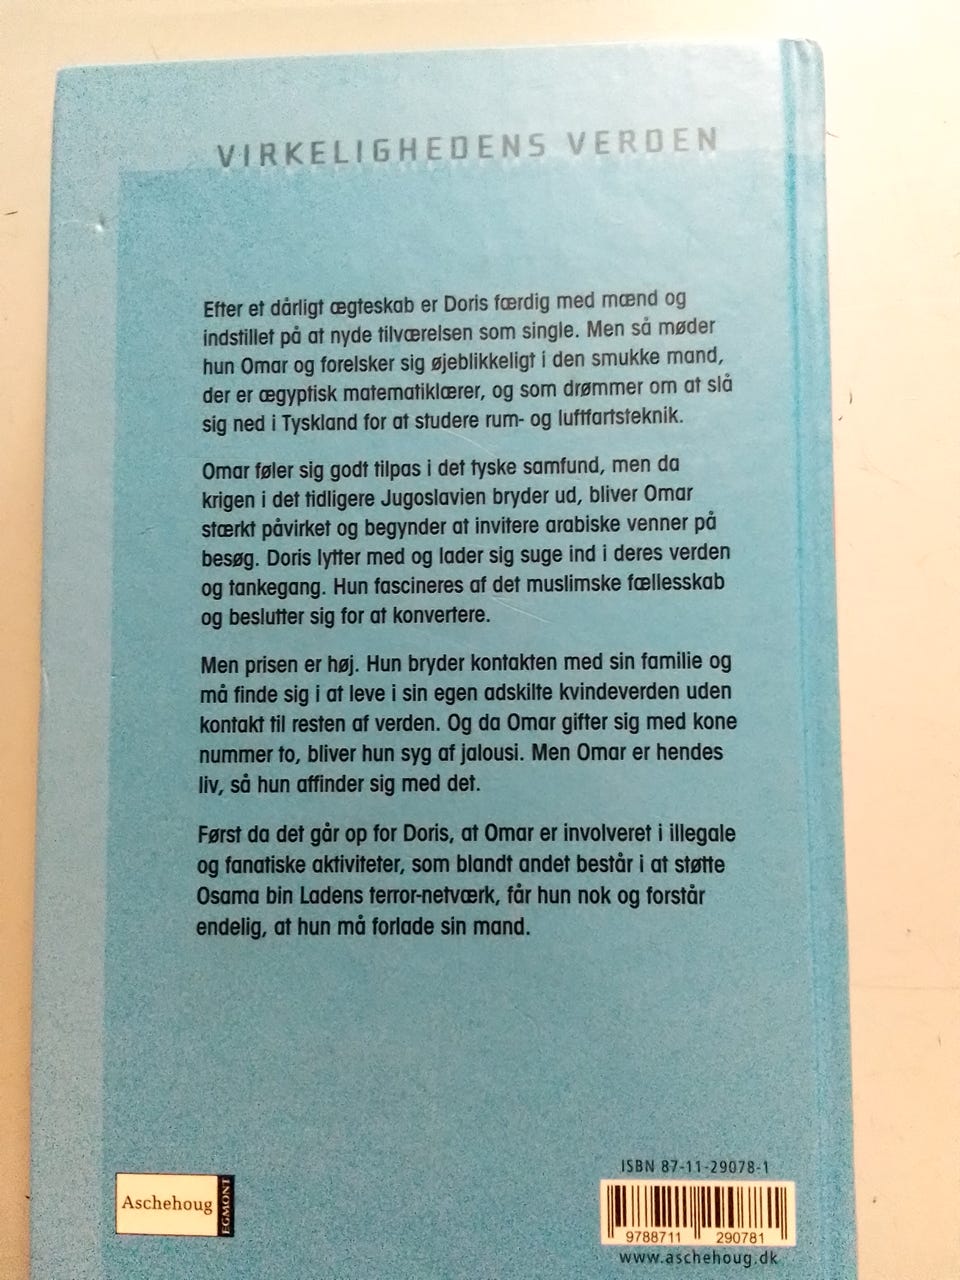 VIRKELIGHEDENS VERDEN
Efter et dårligt ægteskab er Doris færdig med mænd og
indstillet på at nyde tilværelsen som single. Men så møder
hun Omar og forelsker sig øjeblikkeligt i den smukke mand,
der er ægyptisk matematiklærer, og som drømmer om at slå
sig ned i Tyskland for at studere rum- og luftfartsteknik.
Omar føler sig godt tilpas i det tyske samfund, men da
krigen i det tidligere Jugoslavien bryder ud, bliver Omar
stærkt påvirket og begynder at invitere arabiske venner på
besøg. Doris lytter med og lader sig suge ind i deres verden
og tankegang. Hun fascineres af det muslimske fællesskab
og beslutter sig for at konvertere.
Men prisen er høj. Hun bryder kontakten med sin familie og
må finde sig i at leve i sin egen adskilte kvindeverden uden
kontakt til resten af verden. Og da Omar gifter sig med kone
nummer to, bliver hun syg af jalousi. Men Omar er hendes
liv, så hun affinder sig med det.
Først da det går op for Doris, at Omar er involveret i illegale
og fanatiske aktiviteter, som blandt andet består i at støtte
Osama bin Ladens terror-netværk, får hun nok og forstår
endelig, at hun må forlade sin mand.
Aschehoug
EGMONT
ISBN 87-11-29078-1
9788711 290781
www.aschehoug.dk